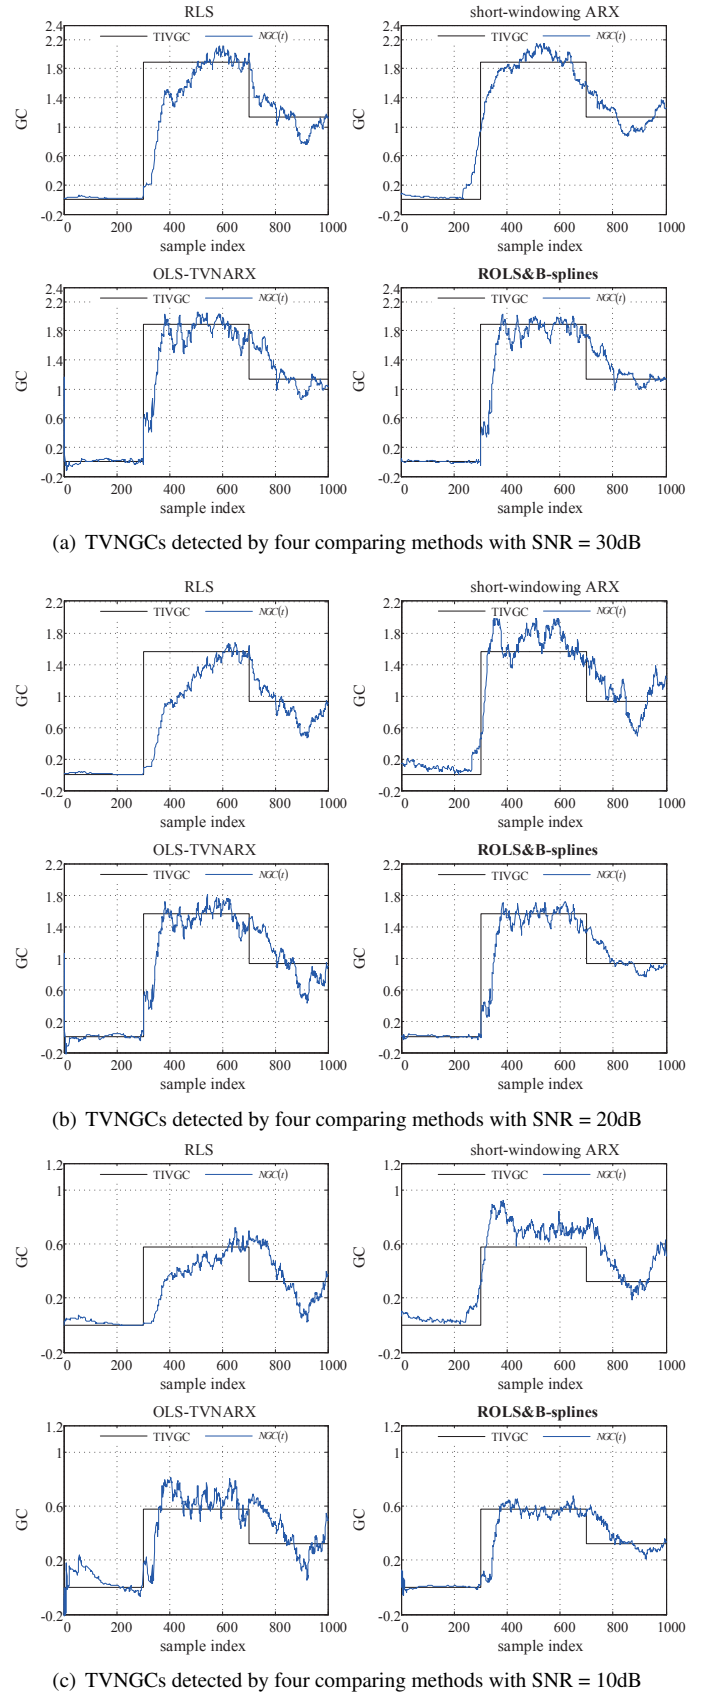 RLS
short-windowing ARX
TIVGC NGC(t)
TIVGC NGC(t)
GC
2.4
2.2
1.8
1.4
1
0.6
0.2
-0.2
0 200 400 600 800 1000
sample index
GC
2.4
2.2
1.8
1.4
1
0.6
0.2
-0.2
0 200 400 600 800 1000
sample index
OLS-TVNARX
ROLS&B-splines
TIVGC NGC(t)
TIVGC NGC(t)
GC
2.4
2.2
1.8
1.4
1
0.6
0.2
-0.2
0 200 400 600 800 1000
sample index
GC
2.4
2.2
1.8
1.4
1
0.6
0.2
-0.2
0 200 400 600 800 1000
sample index
(a) TVNGCs detected by four comparing methods with SNR = 30dB
RLS
short-windowing ARX
TIVGC NGC(t)
TIVGC NGC(t)
GC
2.2
1.8
1.4
1
0.6
0.2
-0.2
0 200 400 600 800 1000
sample index
GC
2.2
1.8
1.4
1
0.6
0.2
-0.2
0 200 400 600 800 1000
sample index
OLS-TVNARX
ROLS&B-splines
TIVGC NGC(t)
TIVGC NGC(t)
GC
2.2
1.8
1.4
1
0.6
0.2
-0.2
0 200 400 600 800 1000
sample index
GC
2.2
1.8
1.4
1
0.6
0.2
-0.2
0 200 400 600 800 1000
sample index
(b) TVNGCs detected by four comparing methods with SNR = 20dB
RLS
short-windowing ARX
TIVGC NGC(t)
TIVGC NGC(t)
GC
1.2
1
0.6
0.2
-0.2
0 200 400 600 800 1000
sample index
GC
1.2
1
0.6
0.2
-0.2
0 200 400 600 800 1000
sample index
OLS-TVNARX
ROLS&B-splines
TIVGC NGC(t)
TIVGC NGC(t)
GC
1.2
1
0.6
0.2
-0.2
0 200 400 600 800 1000
sample index
GC
1.2
1
0.6
0.2
-0.2
0 200 400 600 800 1000
sample index
(c) TVNGCs detected by four comparing methods with SNR = 10dB